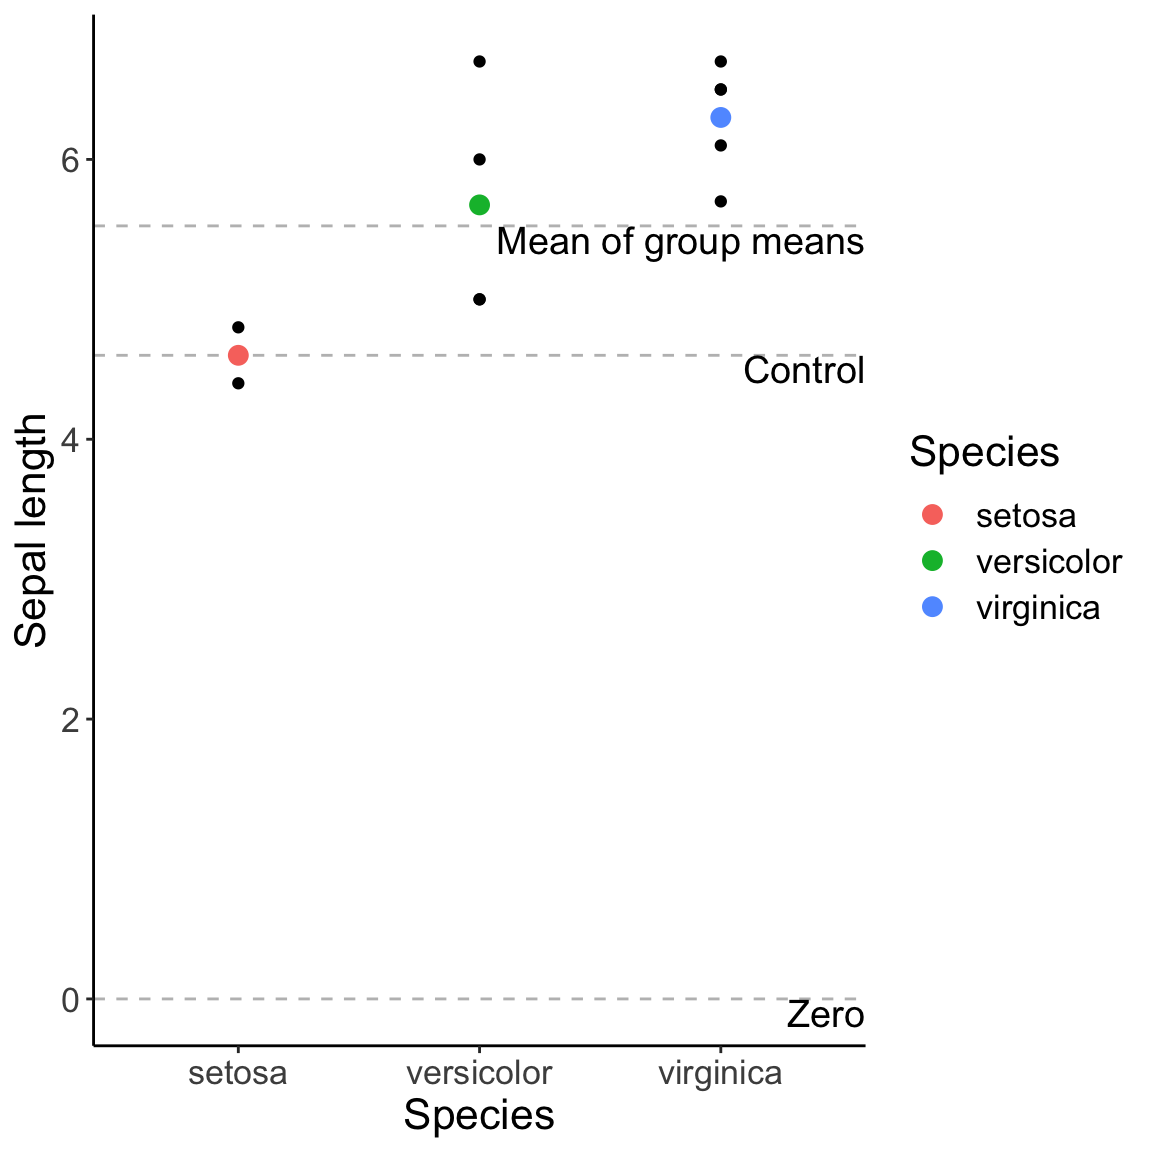 6
Mean of group means
Control
4
Sepal length
Species
setosa
versicolor
virginica
2
0
Zero
setosa versicolor virginica
Species